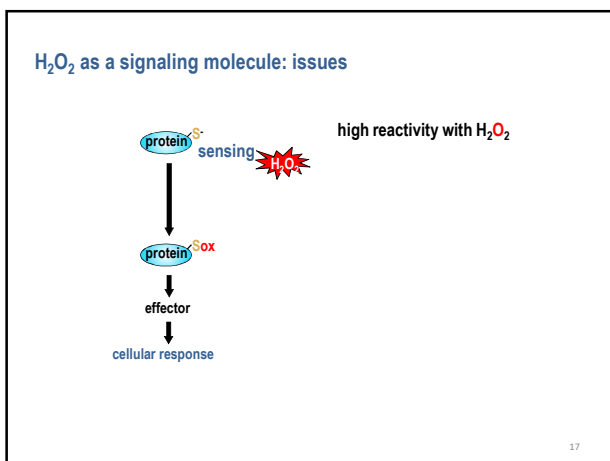 H₂O₂ as a signaling molecule: issues
protein S-
high reactivity with H₂O₂
sensing
H₂O₂
protein Sox
effector
cellular response
17